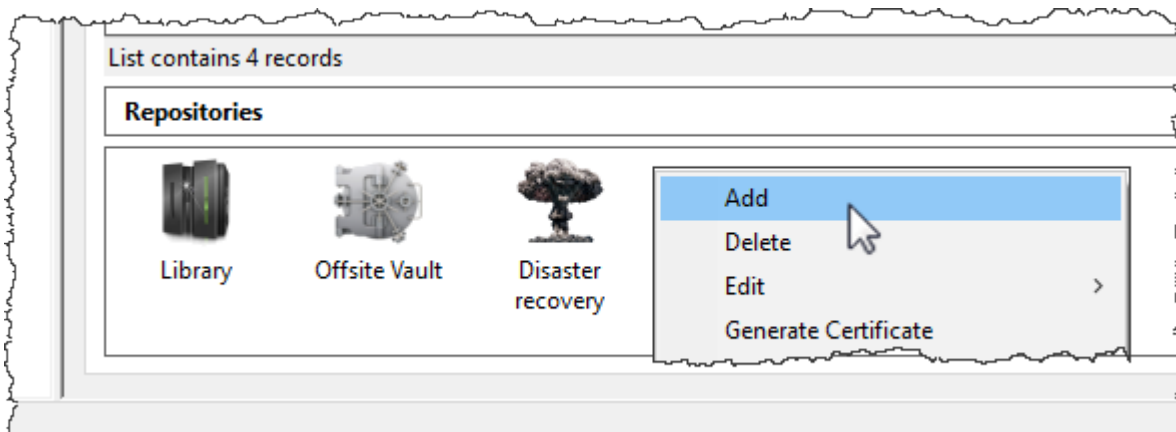 List contains 4 records
Repositories
Library
Offsite Vault
Disaster
recovery
Add
Delete
Edit
Generate Certificate